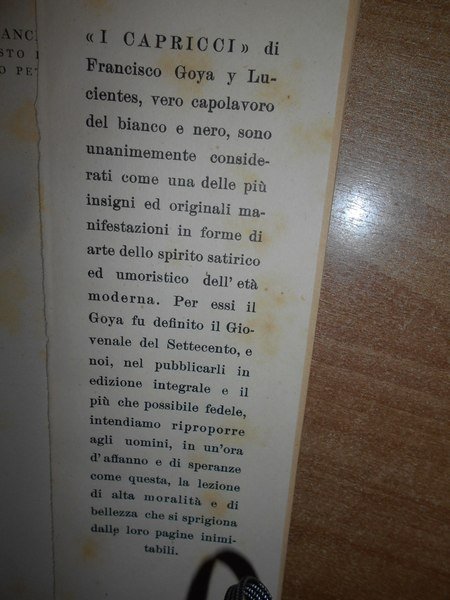 ANC
STO
O PET
« I CAPRICCI » di
Francisco Goya y Lu-
cientes, vero capolavoro
del bianco e nero, sono
unanimemente conside-
rati come una delle più
insigni ed originali ma-
nifestazioni in forme di
arte dello spirito satirico
ed umoristico dell'età
moderna. Per essi il
Goya fu definito il Gio-
venale del Settecento, e
noi, nel pubblicarli in
edizione integrale e il
più che possibile fedele,
intendiamo riproporre
agli uomini, in un'ora
d'affanno e di speranze
come questa, la lezione
di alta moralità e di
bellezza che si sprigiona
dalle loro pagine inimi-
tabili.